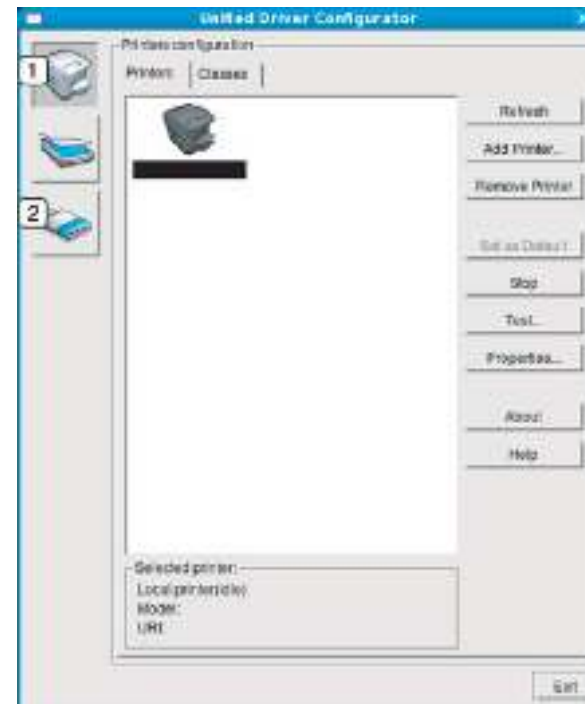 Unified Driver Configurator
1
2
Printers configuration
Printers
Classes
Refresh
Add Printer...
Remove Printer
Set as Default
Stop
Test...
Properties...
About
Help
Selected printer:
Local printer(idle)
Model:
URI:
Exit